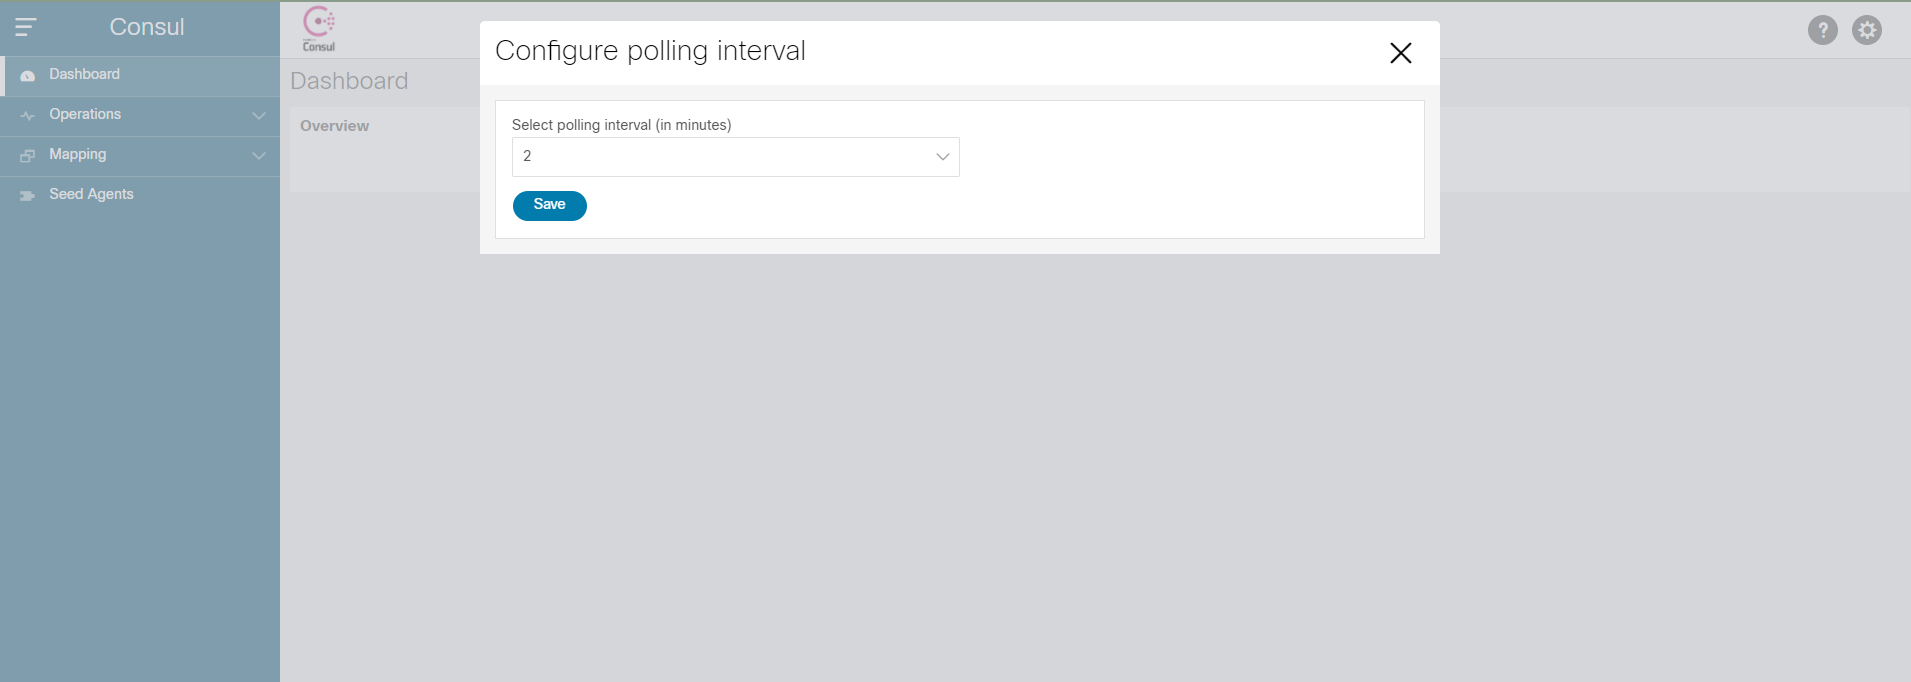 Consul
Dashboard
Operations
Mapping
Seed Agents
Consul
?
Dashboard
Overview
Configure polling interval
Select polling interval (in minutes)
2
Save